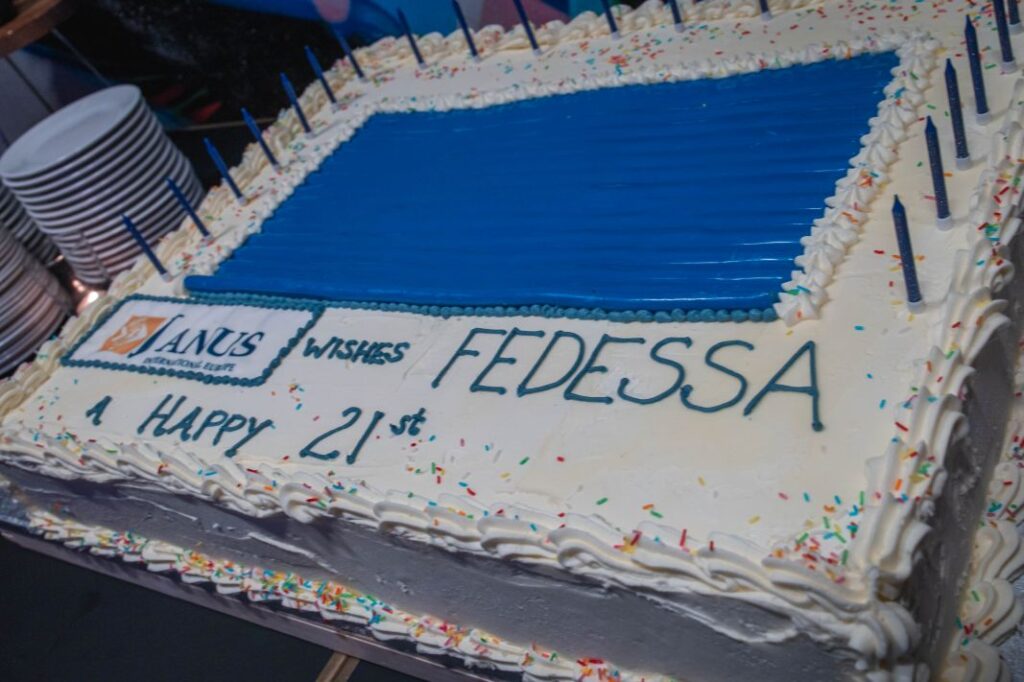 JANUS
INTERNATIONAL EUROPE
WISHES FEDESSA
A HAPPY 21st